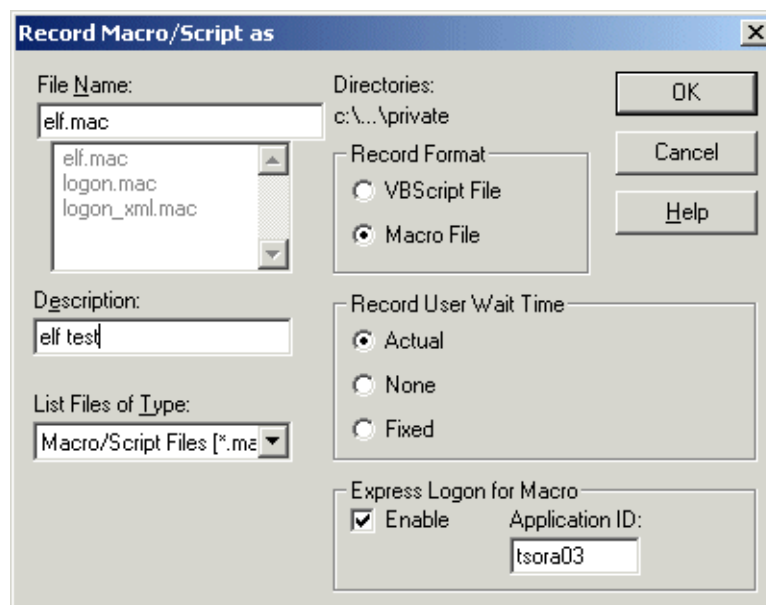 Record Macro/Script as
File Name:
elf.mac
elf.mac
logon.mac
logon_xml.mac
Description:
elf test
List Files of Type:
Macro/Script Files [*.ma
Directories:
c:\...\private
Record Format
VBScript File
Macro File
Record User Wait Time
Actual
None
Fixed
Express Logon for Macro
Enable
Application ID:
tsora03
OK
Cancel
Help